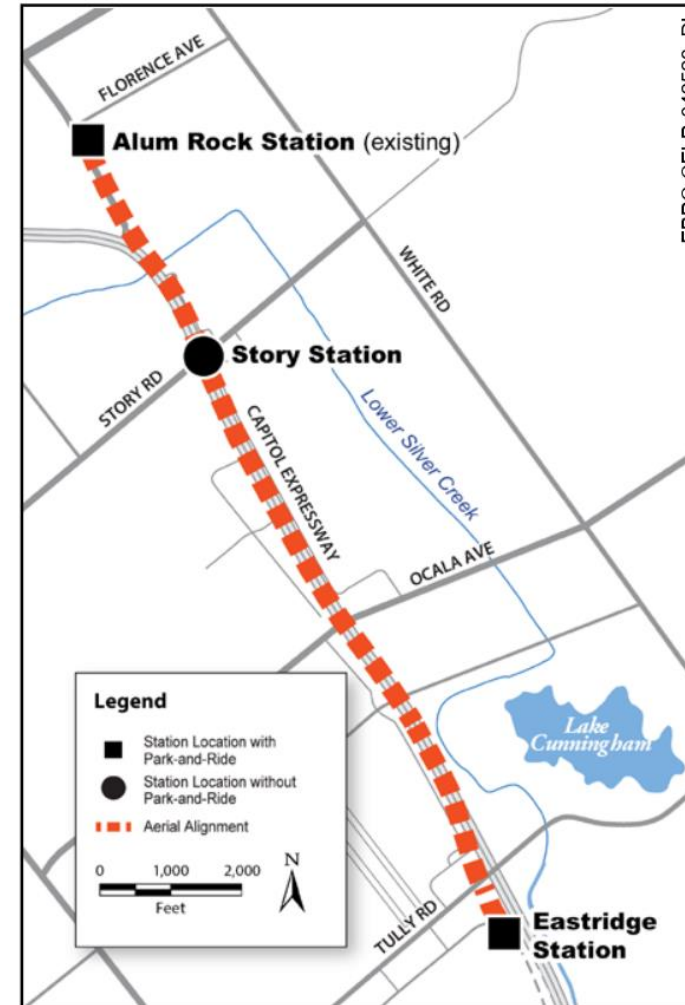 FLORENCE AVE
Alum Rock Station (existing)
WHITE RD
Story Station
STORY RD
CAPITOL EXPRESSWAY
Lower Silver Creek
OCALA AVE
Lake
Cunningham
Legend
Station Location with
Park-and-Ride
Station Location without
Park-and-Ride
Aerial Alignment
0 1,000 2,000
Feet
N
TULLY RD
Eastridge
Station